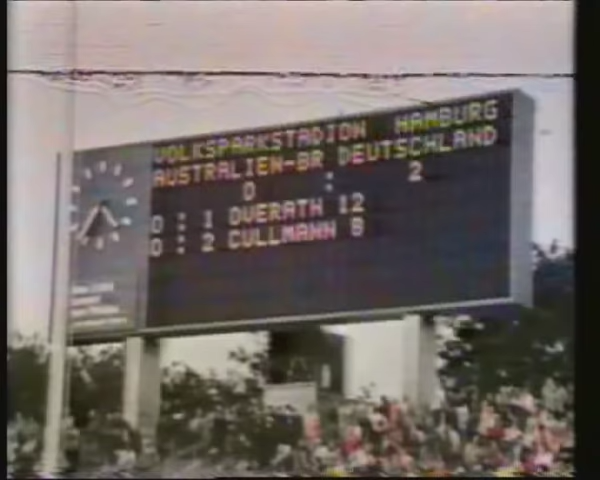 VOLKSPARKSTADION HAMBURG
AUSTRALIEN-BR DEUTSCHLAND
0 : 2
0 : 1 OVERATH 12
0 : 2 CULLMANN 8